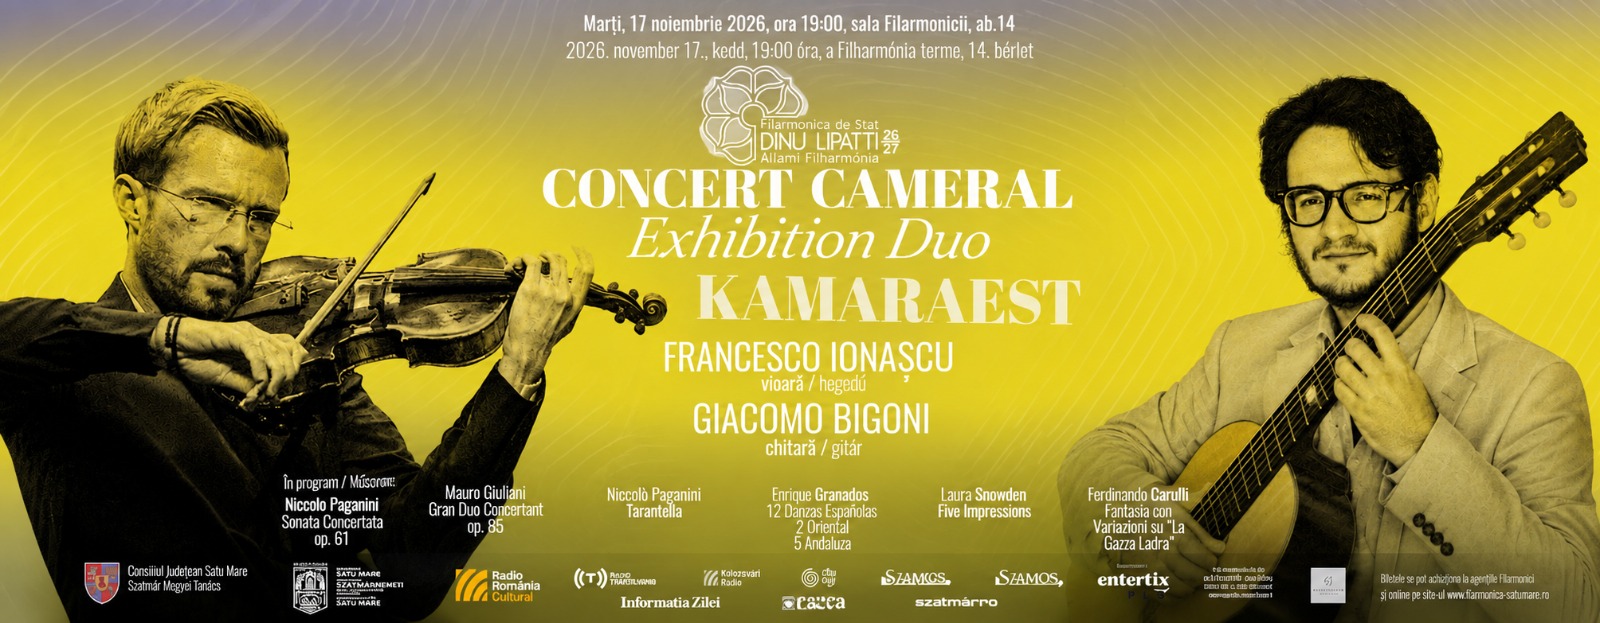 Marți, 17 noiembrie 2026, ora 19:00, sala Filarmonicii, ab.14
2026. november 17., kedd, 19:00 óra, a Filharmónia terme, 14. bérlet
Filarmonica de Stat
DINU LIPATTI 26 27
Állami Filharmónia
CONCERT CAMERAL
Exhibition Duo
KAMARAEST
FRANCESCO IONAȘCU
vioară / hegedű
GIACOMO BIGONI
chitară / gitár
În program / Műsoron:
Niccolo Paganini
Sonata Concertata
op. 61
Mauro Giuliani
Gran Duo Concertant
op. 85
Niccolò Paganini
Tarantella
Enrique Granados
12 Danzas Españolas
2 Oriental
5 Andaluza
Laura Snowden
Five Impressions
Ferdinando Carulli
Fantasia con
Variazioni su "La
Gazza Ladra"
Consiliul Județean Satu Mare
Szatmár Megyei Tanács
SATU MARE
SZATMÁRNÉMETI
SATU MARE
Radio
România
Cultural
RADIO
TRANSILVANIA
Kolozsvári
Rádió
SZAMOS
entertix
Informația Zilei
szatmárro
Biletele se pot achiziționa la agențiile Filarmonicii
și online pe site-ul www.filarmonica-satumare.ro